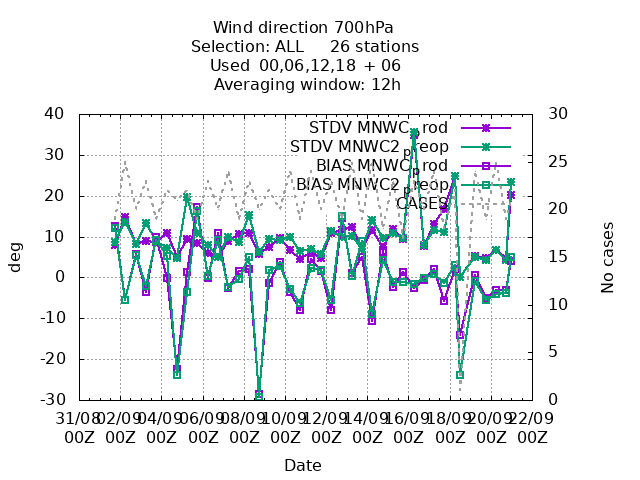 Wind direction 700hPa
Selection: ALL 26 stations
Used 00,06,12,18 + 06
Averaging window: 12h
40
30
20
10
0
-10
-20
-30
deg
30
25
20
15
10
5
0
No cases
STDV MNWC_prod
STDV MNWC2_preop
BIAS MNWC_prod
BIAS MNWC2_preop
CASES
31/08 02/09 04/09 06/09 08/09 10/09 12/09 14/09 16/09 18/09 20/09 22/09
00Z 00Z 00Z 00Z 00Z 00Z 00Z 00Z 00Z 00Z 00Z 00Z
Date